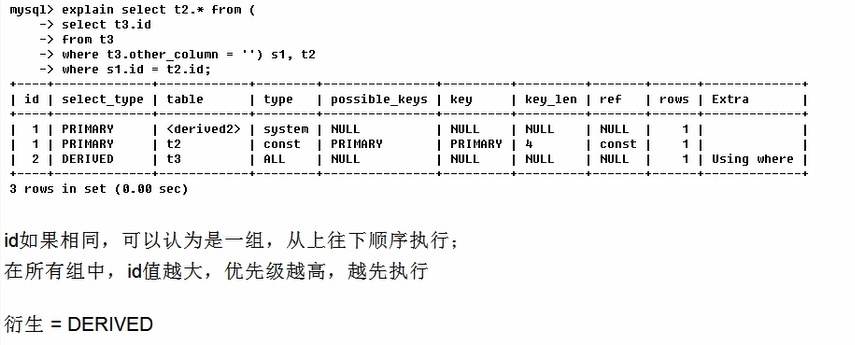 mysql> explain select t2.* from (
    -> select t3.id
    -> from t3
    -> where t3.other_column = '') s1, t2
    -> where s1.id = t2.id;
+----+-------------+------------+--------+---------------+---------+---------+-------+------+-------------+
| id | select_type | table      | type   | possible_keys | key     | key_len | ref   | rows | Extra       |
+----+-------------+------------+--------+---------------+---------+---------+-------+------+-------------+
| 1 | PRIMARY     | <derived2> | system | NULL          | NULL    | NULL    | NULL  |    1 |             |
| 1 | PRIMARY     | t2         | const  | PRIMARY       | PRIMARY | 4       | const |    1 |             |
| 2 | DERIVED     | t3         | ALL    | NULL          | NULL    | NULL    | NULL  |    1 | Using where |
+----+-------------+------------+--------+---------------+---------+---------+-------+------+-------------+
3 rows in set (0.00 sec)
id如果相同，可以认为是一组，从上往下顺序执行；
在所有组中，id值越大，优先级越高，越先执行
衍生 = DERIVED